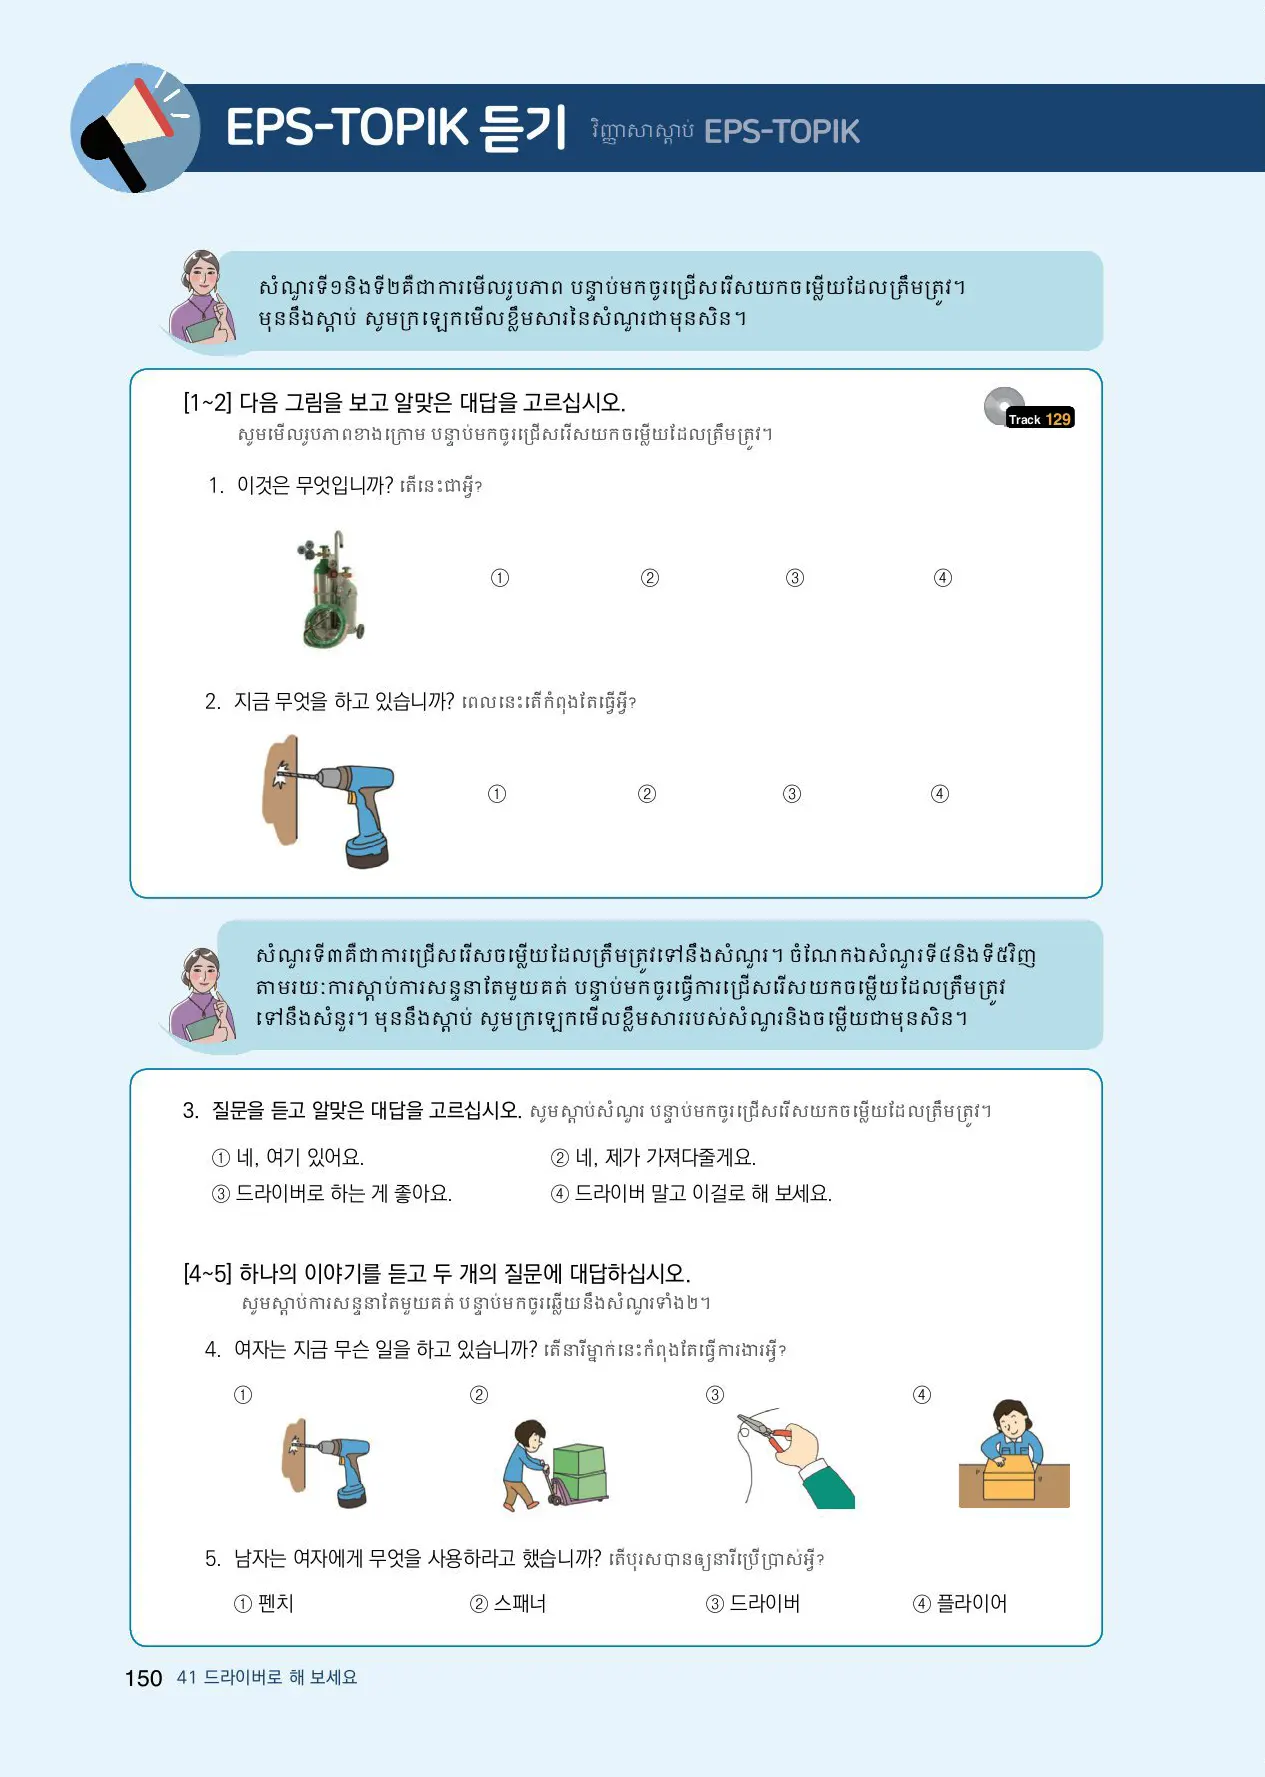 EPS-TOPIK 듣기 វិញ្ញាសាស្តាប់ EPS-TOPIK
សំណួរទី១និងទី២គឺជាការមើលរូបភាព បន្ទាប់មកចូរជ្រើសរើសយកចម្លើយដែលត្រឹមត្រូវ។
មុននឹងស្តាប់ សូមក្រឡេកមើលខ្លឹមសារនៃសំណួរជាមុនសិន។
[1~2] 다음 그림을 보고 알맞은 대답을 고르십시오.
Track 129
សូមមើលរូបភាពខាងក្រោម បន្ទាប់មកចូរជ្រើសរើសយកចម្លើយដែលត្រឹមត្រូវ។
1. 이것은 무엇입니까? តើនេះជាអ្វី?
① ② ③ ④
2. 지금 무엇을 하고 있습니까? ពេលនេះតើកំពុងតែធ្វើអ្វី?
① ② ③ ④
សំណួរទី៣គឺជាការជ្រើសរើសចម្លើយដែលត្រឹមត្រូវទៅនឹងសំណួរ។ ចំណែកឯសំណួរទី៤និងទី៥វិញ
តាមរយៈការស្តាប់ការសន្ទនាតែមួយគត់ បន្ទាប់មកចូរធ្វើការជ្រើសរើសយកចម្លើយដែលត្រឹមត្រូវ
ទៅនឹងសំនួរ។ មុននឹងស្តាប់ សូមក្រឡេកមើលខ្លឹមសាររបស់សំណួរនិងចម្លើយជាមុនសិន។
3. 질문을 듣고 알맞은 대답을 고르십시오. សូមស្តាប់សំណួរ បន្ទាប់មកចូរជ្រើសរើសយកចម្លើយដែលត្រឹមត្រូវ។
① 네, 여기 있어요. ② 네, 제가 가져다줄게요.
③ 드라이버로 하는 게 좋아요. ④ 드라이버 말고 이걸로 해 보세요.
[4~5] 하나의 이야기를 듣고 두 개의 질문에 대답하십시오.
សូមស្តាប់ការសន្ទនាតែមួយគត់ បន្ទាប់មកចូរឆ្លើយនឹងសំណួរទាំង២។
4. 여자는 지금 무슨 일을 하고 있습니까? តើនារីម្នាក់នេះកំពុងតែធ្វើការងារអ្វី?
① ② ③ ④
5. 남자는 여자에게 무엇을 사용하라고 했습니까? តើបុរសបានឲ្យនារីប្រើប្រាស់អ្វី?
① 펜치 ② 스패너 ③ 드라이버 ④ 플라이어
150 41 드라이버로 해 보세요